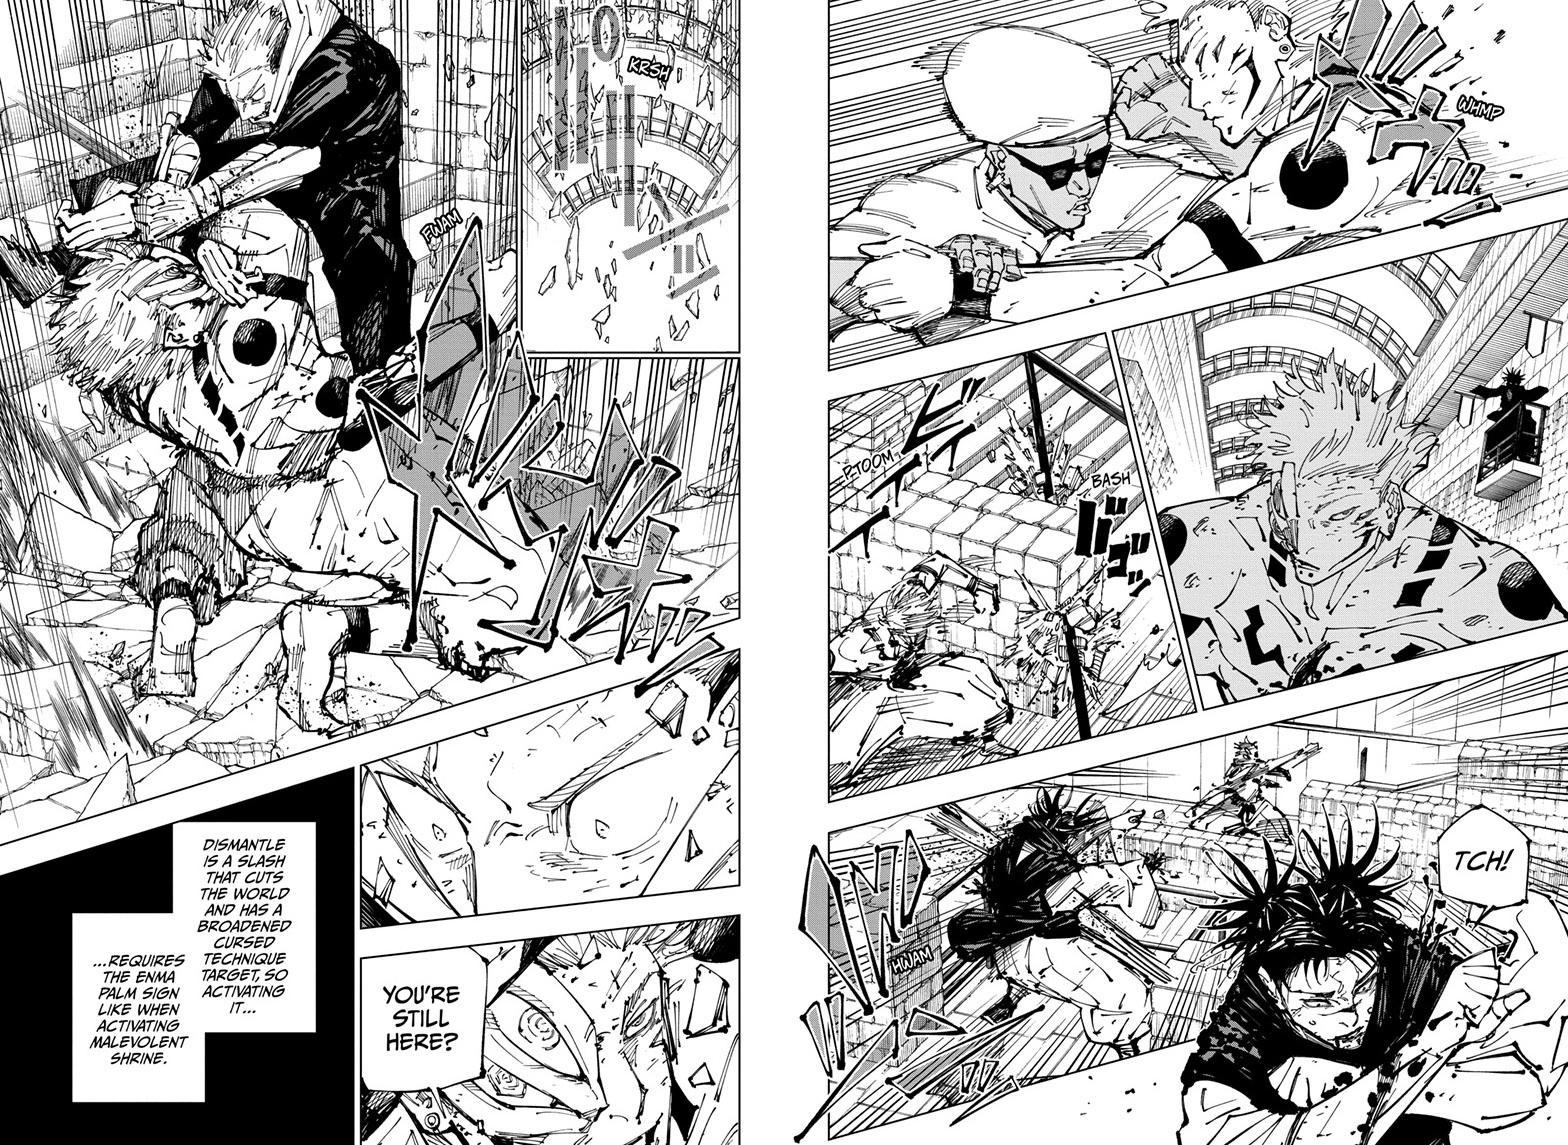 WHMP
PTOOM
BASH
TCH!
HWAM
KRSH
FWAM
YOU'RE
STILL
HERE?
DISMANTLE
IS A SLASH
THAT CUTS
THE WORLD
AND HAS A
BROADENED
CURSED
TECHNIQUE
TARGET, SO
ACTIVATING
IT...
...REQUIRES
THE ENMA
PALM SIGN
LIKE WHEN
ACTIVATING
MALEVOLENT
SHRINE.